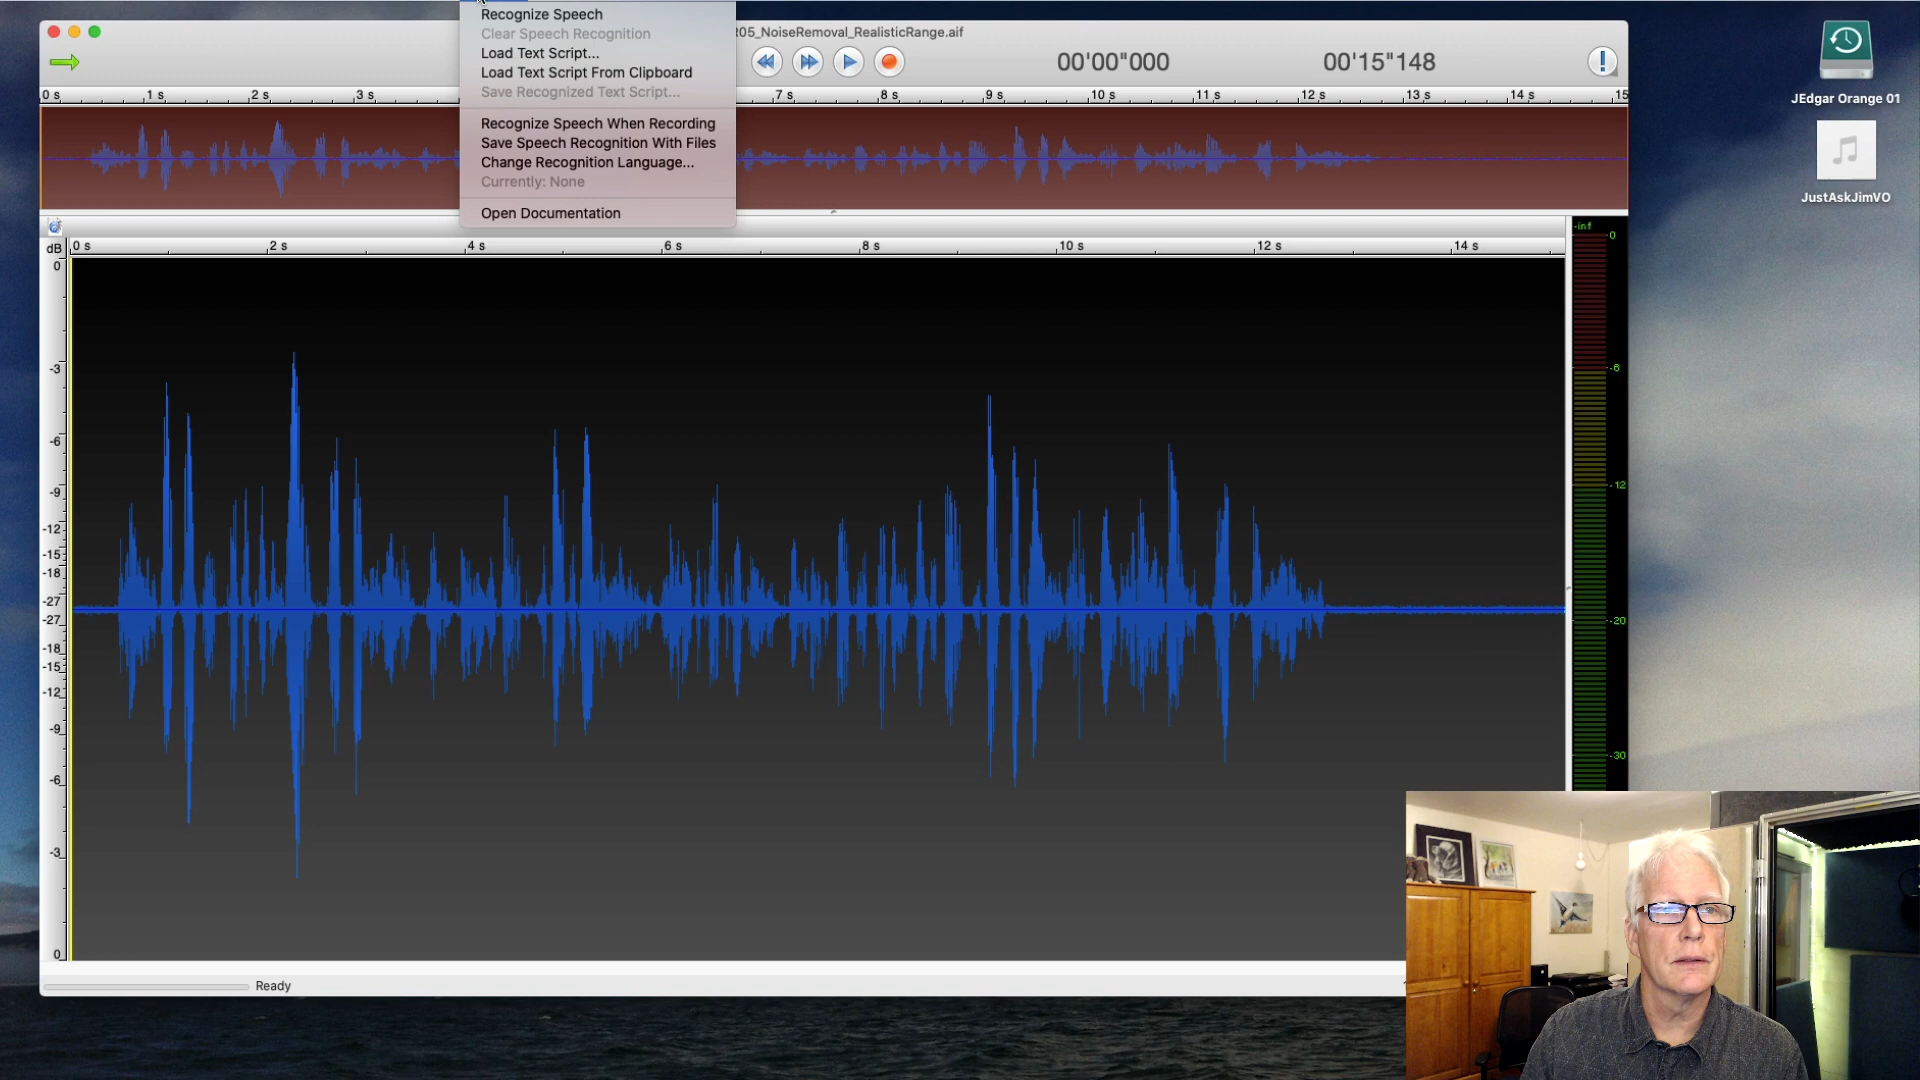 Recognize Speech
Clear Speech Recognition
Load Text Script...
Load Text Script From Clipboard
Save Recognized Text Script...
Recognize Speech When Recording
Save Speech Recognition With Files
Change Recognition Language...
Currently: None
Open Documentation
05_NoiseRemoval_RealisticRange.aif
00'00"000
00'15"148
JEdgar Orange 01
JustAskJimVO
0 s 1 s 2 s 3 s 7 s 8 s 9 s 10 s 11 s 12 s 13 s 14 s 15
dB 0 s 2 s 4 s 6 s 8 s 10 s 12 s 14 s
0
-3
-6
-9
-12
-15
-18
-27
-27
-18
-15
-12
-9
-6
-3
0
-inf
0
-6
-12
-20
-30
Ready